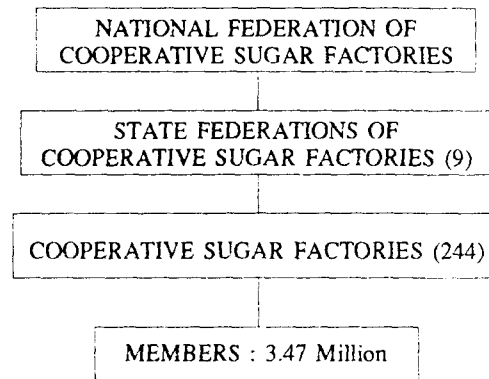 NATIONAL FEDERATION OF
COOPERATIVE SUGAR FACTORIES
STATE FEDERATIONS OF
COOPERATIVE SUGAR FACTORIES (9)
COOPERATIVE SUGAR FACTORIES (244)
MEMBERS : 3.47 Million